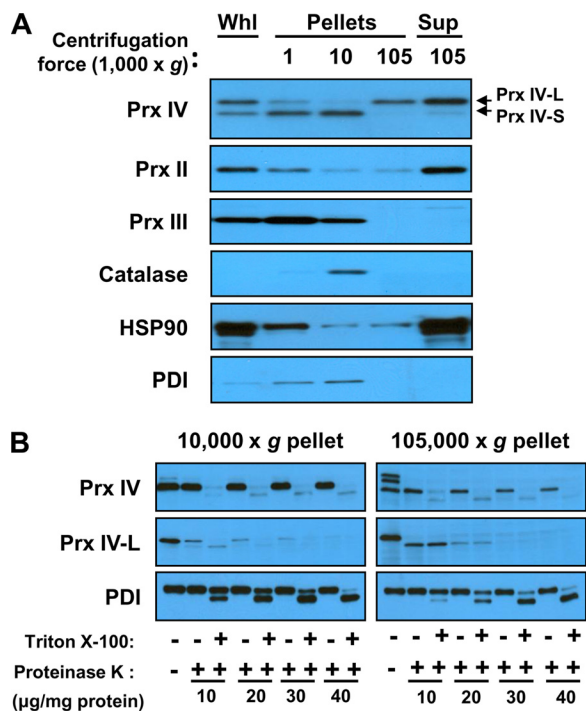 A
Whl Pellets Sup
Centrifugation force (1,000 x g) : 1 10 105 105
Prx IV
Prx IV-L
Prx IV-S
Prx II
Prx III
Catalase
HSP90
PDI
B
10,000 x g pellet 105,000 x g pellet
Prx IV
Prx IV-L
PDI
Triton X-100: - - + - + - + - + - - + - + - + - +
Proteinase K : - + + + + + + + + - + + + + + + + +
(µg/mg protein) 10 20 30 40 10 20 30 40